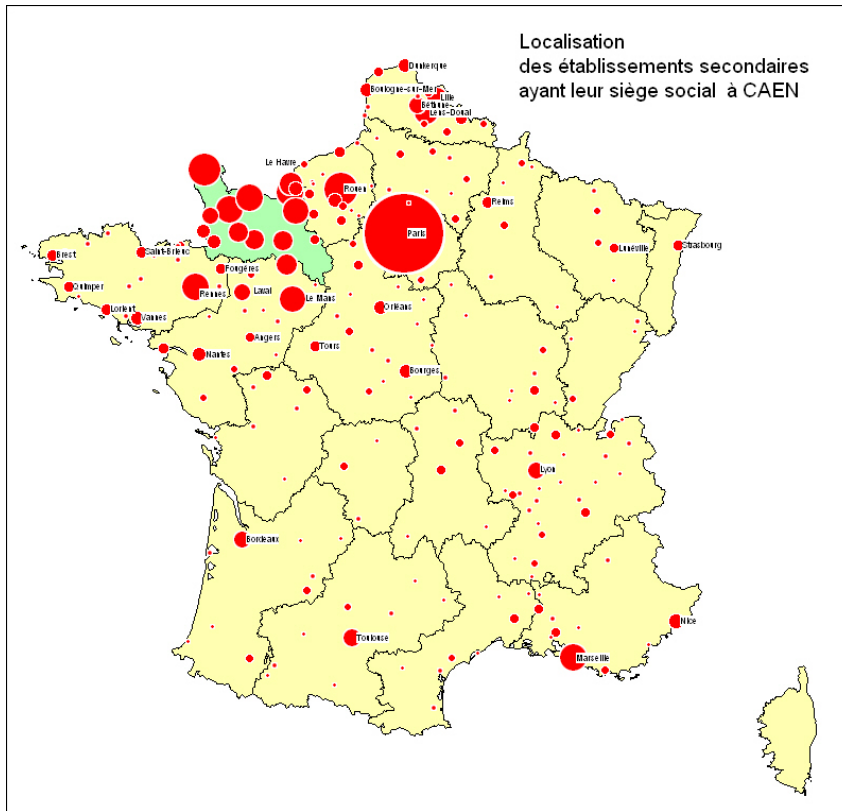 Localisation
des établissements secondaires
ayant leur siège social à CAEN
Dunkerque
Boulogne-sur-Mer
Lille
Béthune
Lens-Douai
Le Havre
Rouen
Reims
Paris
Lunéville
Strasbourg
Brest
Saint-Brieuc
Fougères
Quimper
Rennes
Laval
Le Mans
Orléans
Lorient
Vannes
Angers
Tours
Nantes
Bourges
Lyon
Bordeaux
Nice
Toulouse
Marseille